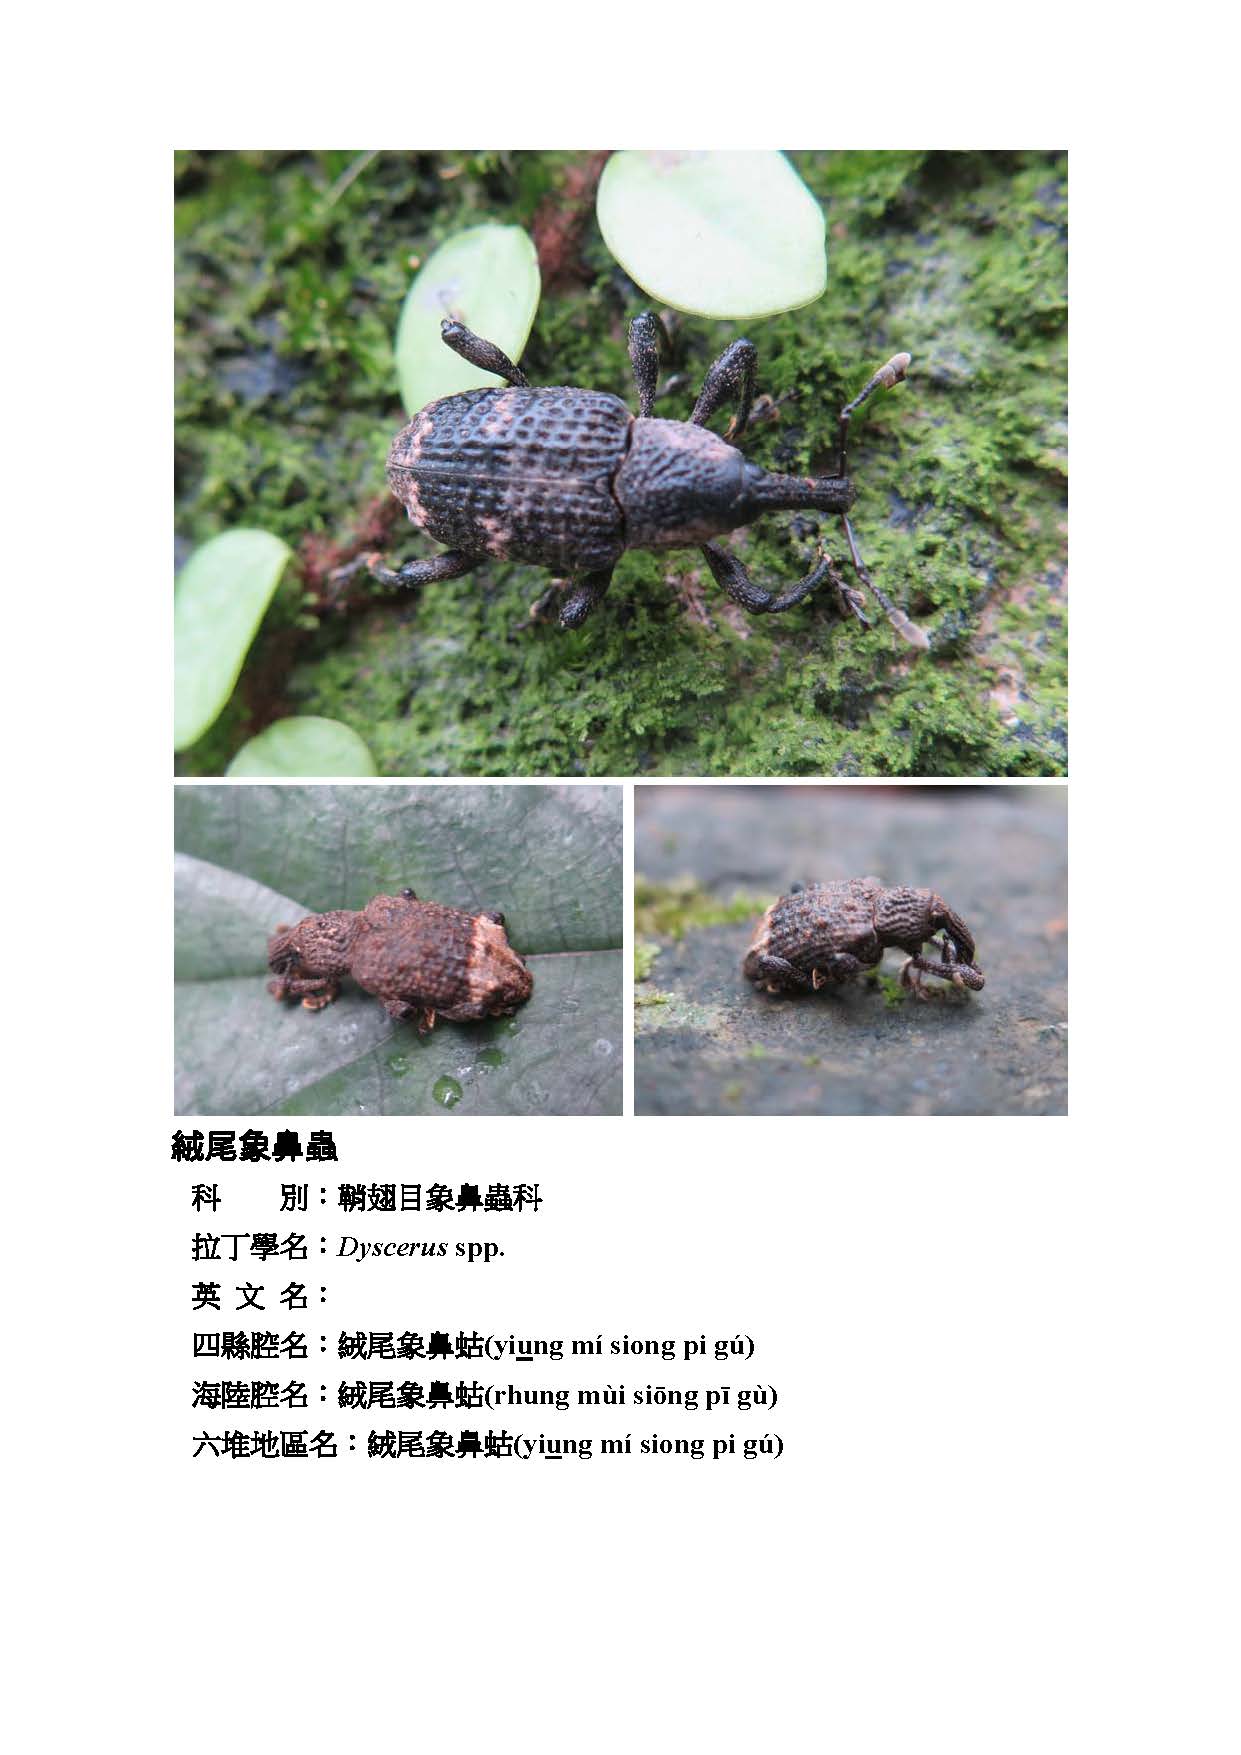 絨尾象鼻蟲
科　　別：鞘翅目象鼻蟲科
拉丁學名：Dyscerus spp.
英 文 名：
四縣腔名：絨尾象鼻蛄(yiung mí siong pi gú)
海陸腔名：絨尾象鼻蛄(rhung mùi siōng pī gù)
六堆地區名：絨尾象鼻蛄(yiung mí siong pi gú)